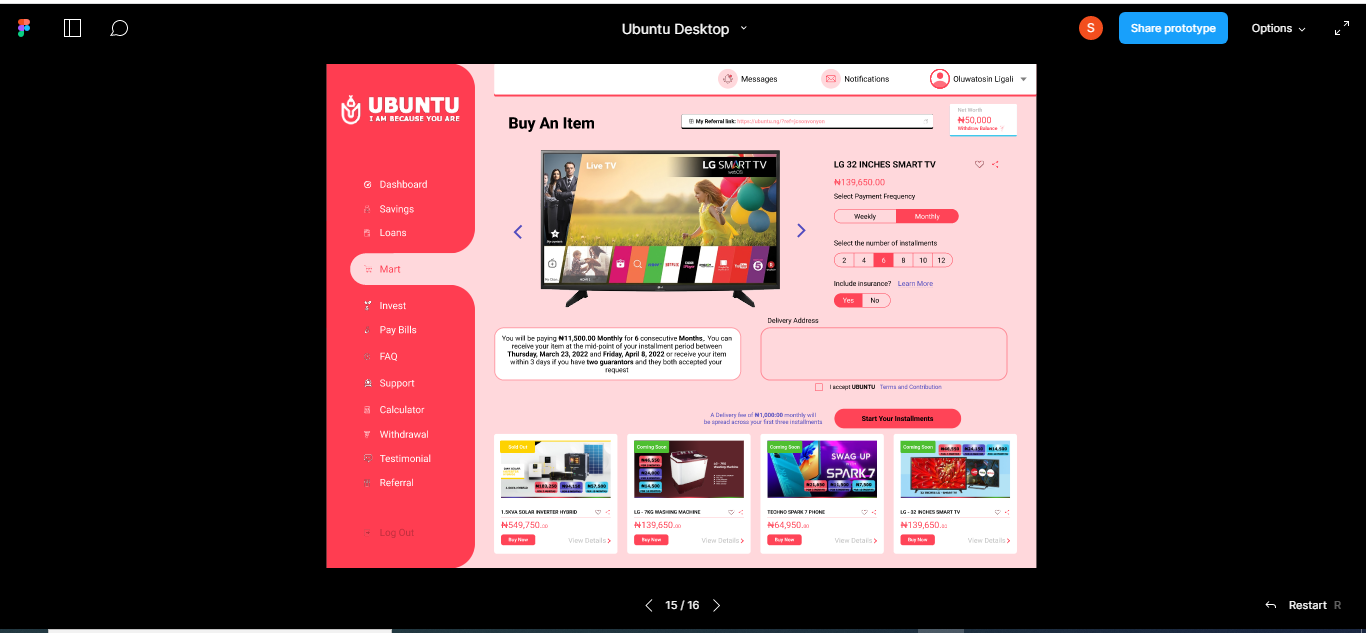 Ubuntu Desktop
S
Share prototype
Options
UBUNTU
I AM BECAUSE YOU ARE
Messages
Notifications
Oluwatosin Ligali
Buy An Item
My Referral link:
Net Worth
₦50,000
Withdraw Balance
Dashboard
Savings
Loans
Mart
Invest
Pay Bills
FAQ
Support
Calculator
Withdrawal
Testimonial
Referral
Log Out
Live TV
LG SMART TV
webOS
LG 32 INCHES SMART TV
₦139,650.00
Select Payment Frequency
Weekly Monthly
Select the number of installments
2 4 6 8 10 12
Include insurance? Learn More
Yes No
You will be paying ₦11,500.00 Monthly for 6 consecutive Months, You can
receive your item at the mid-point of your installment period between
Thursday, March 23, 2022 and Friday, April 8, 2022 or receive your item
within 3 days if you have two guarantors and they both accepted your
request
Delivery Address
I accept UBUNTU Terms and Contribution
A Delivery fee of ₦1,000:00 monthly will
be spread across your first three installments
Start Your Installments
Sold Out
1.5KVA SOLAR INVERTER HYBRID
₦549,750.00
Buy Now
View Details
Coming Soon
LG - 7KG WASHING MACHINE
₦139,650.00
Buy Now
View Details
Coming Soon
SWAG UP
SPARK 7
TECHNO SPARK 7 PHONE
₦64,950.00
Buy Now
View Details
Coming Soon
LG - 32 INCHES SMART TV
₦139,650.00
Buy Now
View Details
15 / 16
Restart R